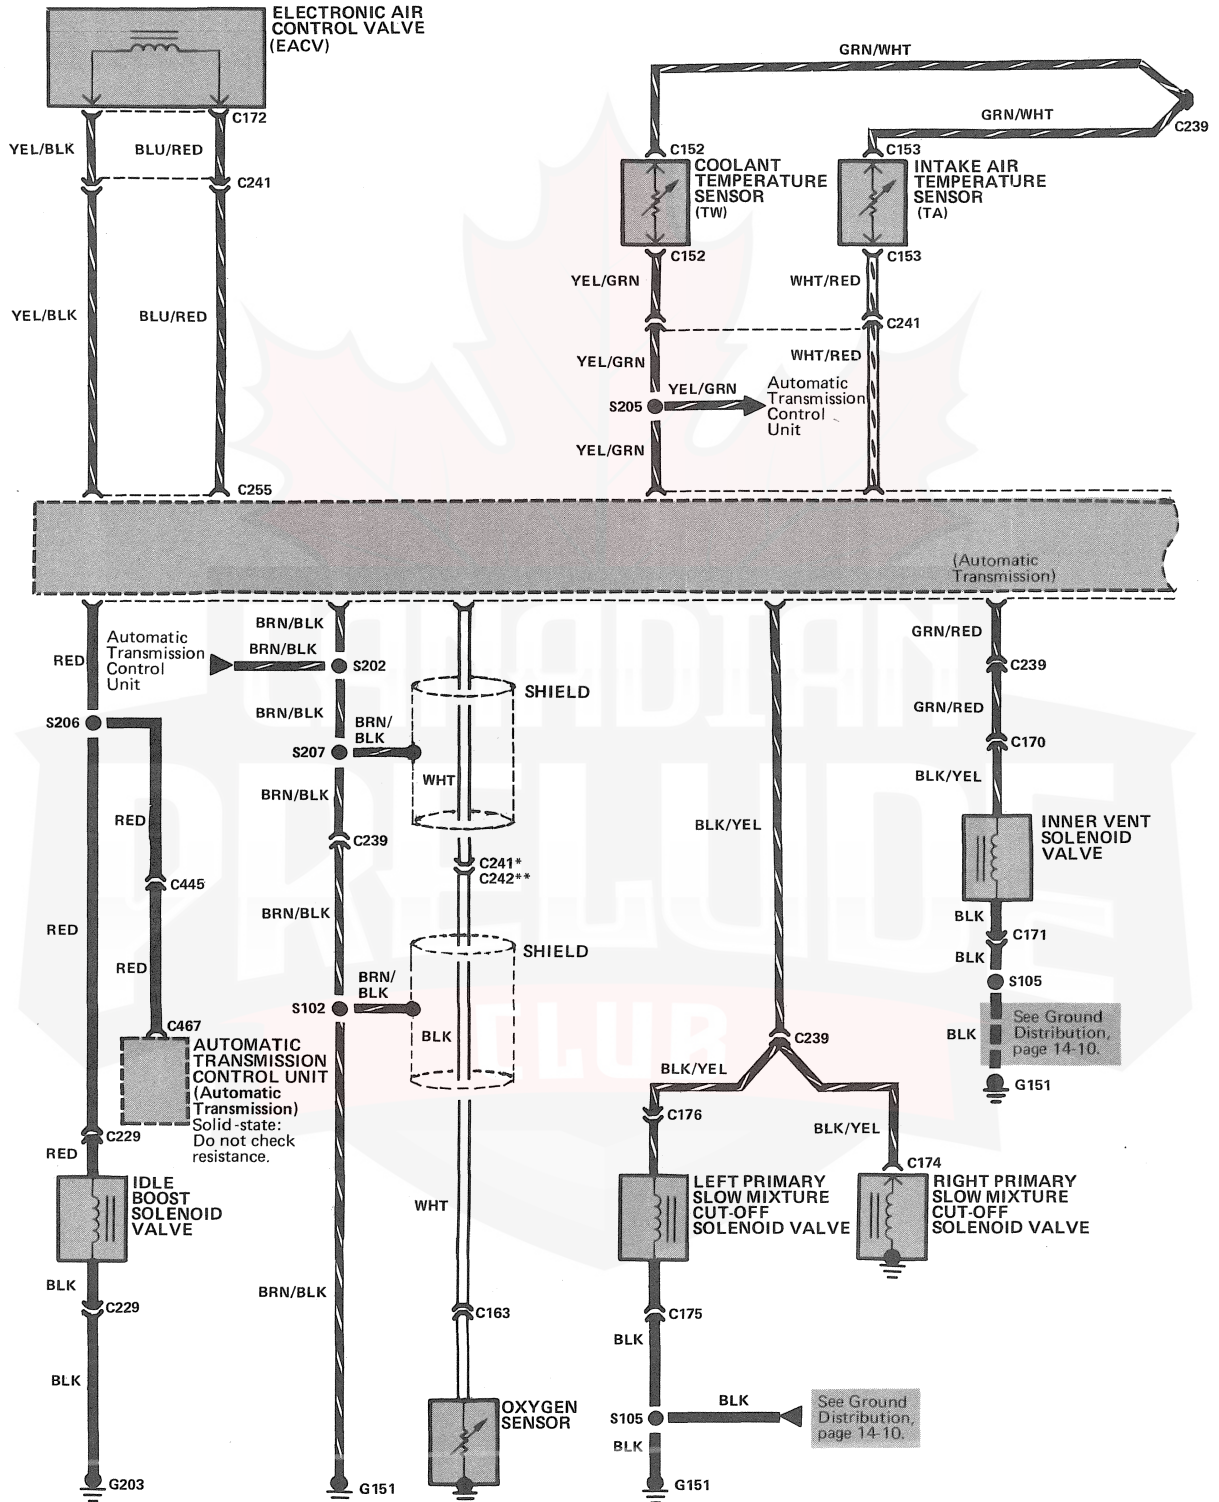 ELECTRONIC AIR
CONTROL VALVE
(EACV)
C172
YEL/BLK
BLU/RED
C241
YEL/BLK
BLU/RED
C255
GRN/WHT
GRN/WHT
C239
C152
COOLANT
TEMPERATURE
SENSOR
(TW)
C153
INTAKE AIR
TEMPERATURE
SENSOR
(TA)
C152
C153
YEL/GRN
WHT/RED
C241
YEL/GRN
WHT/RED
S205
YEL/GRN
Automatic
Transmission
Control
Unit
YEL/GRN
(Automatic
Transmission)
CANADIAN
PRELUDE
CLUB
RED
Automatic
Transmission
Control
Unit
BRN/BLK
BRN/BLK
S202
S206
BRN/BLK
BRN/
BLK
S207
SHIELD
WHT
BRN/BLK
RED
C239
C241*
C242**
C445
RED
BRN/BLK
RED
SHIELD
BRN/
BLK
S102
BLK
C467
AUTOMATIC
TRANSMISSION
CONTROL UNIT
(Automatic
Transmission)
Solid-state:
Do not check
resistance.
C229
RED
IDLE
BOOST
SOLENOID
VALVE
BLK
C229
BLK
G203
BRN/BLK
G151
WHT
C163
OXYGEN
SENSOR
BLK/YEL
C239
BLK/YEL
C176
BLK/YEL
C174
LEFT PRIMARY
SLOW MIXTURE
CUT-OFF
SOLENOID VALVE
RIGHT PRIMARY
SLOW MIXTURE
CUT-OFF
SOLENOID VALVE
C175
BLK
S105
BLK
See Ground
Distribution,
page 14-10.
BLK
G151
GRN/RED
C239
GRN/RED
C170
BLK/YEL
INNER VENT
SOLENOID
VALVE
BLK
C171
BLK
S105
BLK
See Ground
Distribution,
page 14-10.
G151